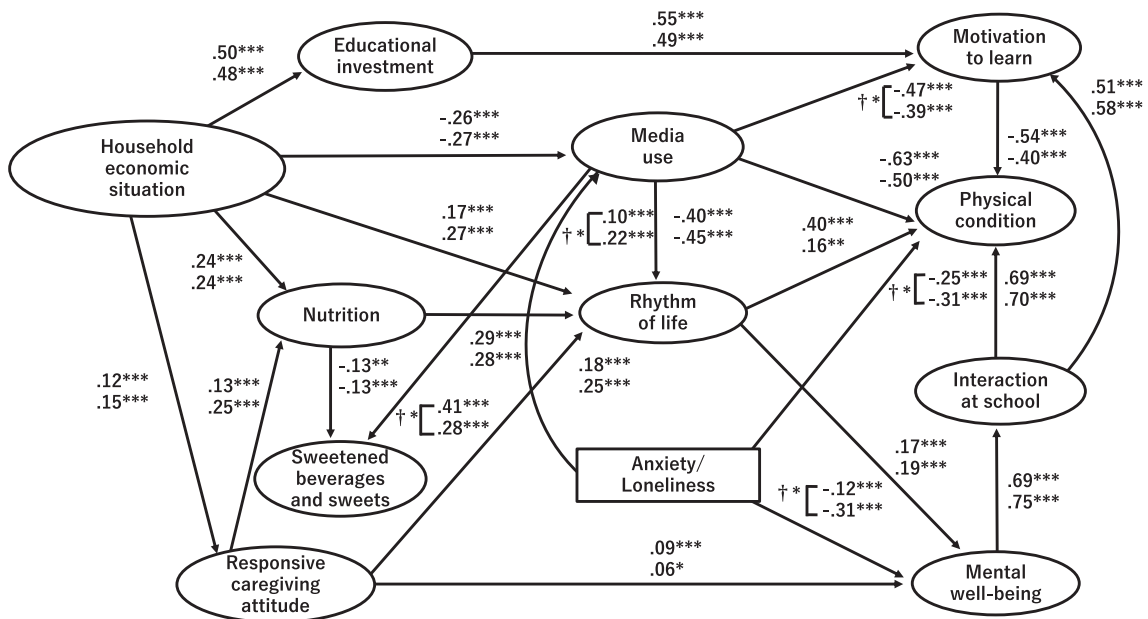 .55***
.49***
Educational
investment
Motivation
to learn
.50***
.48***
.51***
.58***
† *
-.47***
-.39***
-.26***
-.27***
Media
use
-.54***
-.40***
Household
economic
situation
-.63***
-.50***
Physical
condition
.17***
.27***
† *
.10***
.22***
-.40***
-.45***
.40***
.16**
.24***
.24***
† *
-.25***
-.31***
.69***
.70***
Nutrition
Rhythm
of life
.29***
.28***
.18***
.25***
-.13**
-.13***
.12***
.15***
.13***
.25***
Interaction
at school
† *
.41***
.28***
Sweetened
beverages
and sweets
Anxiety/
Loneliness
.17***
.19***
† *
-.12***
-.31***
.69***
.75***
.09***
.06*
Responsive
caregiving
attitude
Mental
well-being